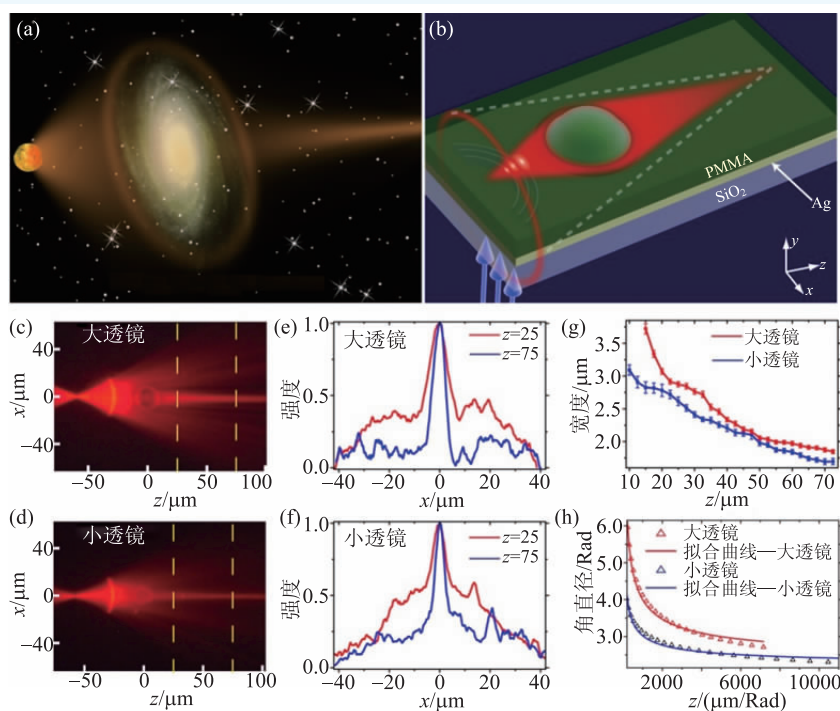 (a)
(b)
PMMA
SiO₂
Ag
y
z
x
(c)
大透镜
x/μm
40
0
−40
−50
0
50
100
z/μm
(d)
小透镜
x/μm
40
0
−40
−50
0
50
100
z/μm
(e)
大透镜
z=25
z=75
强度
1.0
0.5
0.0
−40
−20
0
20
40
x/μm
(f)
小透镜
z=25
z=75
强度
1.0
0.5
0.0
−40
−20
0
20
40
x/μm
(g)
大透镜
小透镜
宽度/μm
3.5
3.0
2.5
2.0
10
20
30
40
50
60
70
z/μm
(h)
大透镜
拟合曲线—大透镜
小透镜
拟合曲线—小透镜
角直径/Rad
6.0
5.0
4.0
3.0
2000
6000
10000
z/(μm/Rad)